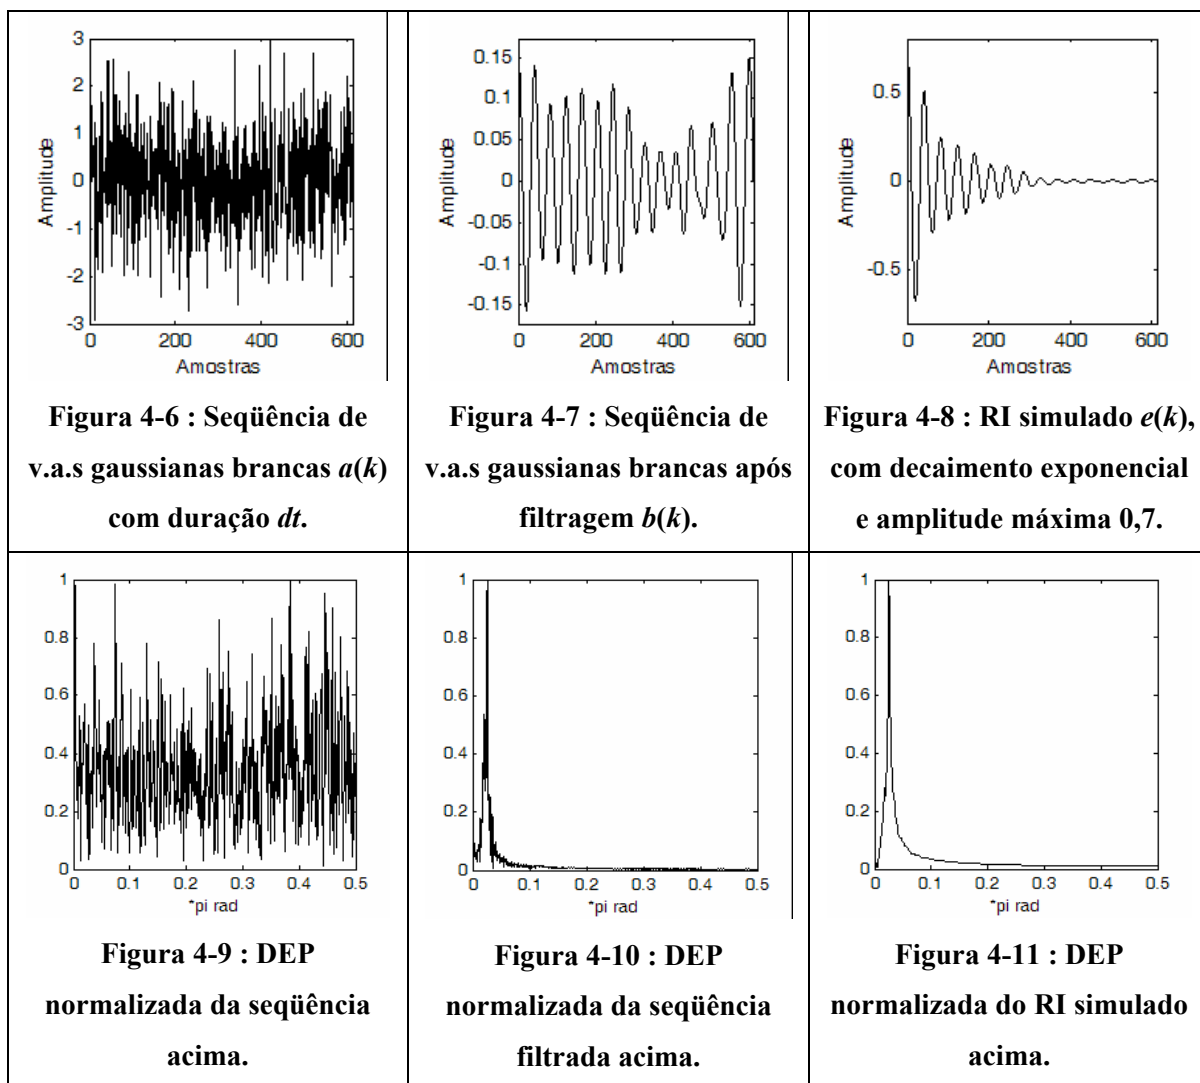 3
2
1
0
-1
-2
-3
Amplitude
0 200 400 600
Amostras
Figura 4-6 : Seqüência de
v.a.s gaussianas brancas a(k)
com duração dt.
0.15
0.1
0.05
0
-0.05
-0.1
-0.15
Amplitude
0 200 400 600
Amostras
Figura 4-7 : Seqüência de
v.a.s gaussianas brancas após
filtragem b(k).
0.5
0
-0.5
Amplitude
0 200 400 600
Amostras
Figura 4-8 : RI simulado e(k),
com decaimento exponencial
e amplitude máxima 0,7.
1
0.8
0.6
0.4
0.2
0
0 0.1 0.2 0.3 0.4 0.5
*pi rad
Figura 4-9 : DEP
normalizada da seqüência
acima.
1
0.8
0.6
0.4
0.2
0
0 0.1 0.2 0.3 0.4 0.5
*pi rad
Figura 4-10 : DEP
normalizada da seqüência
filtrada acima.
1
0.8
0.6
0.4
0.2
0
0 0.1 0.2 0.3 0.4 0.5
*pi rad
Figura 4-11 : DEP
normalizada do RI simulado
acima.